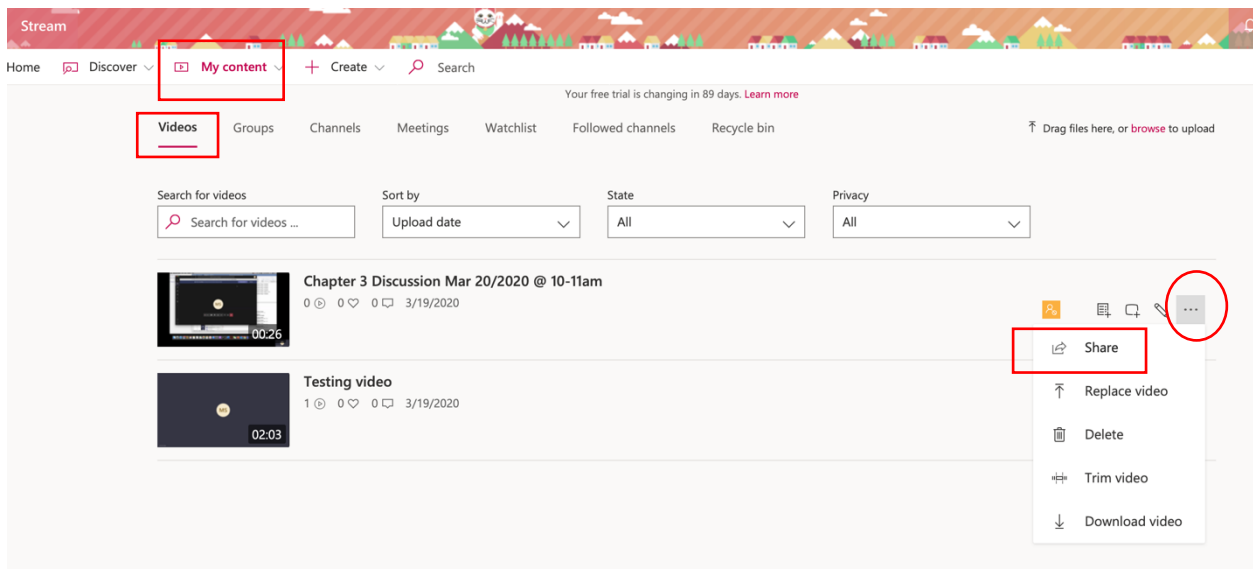 Stream
Home Discover My content Create Search
Your free trial is changing in 89 days. Learn more
Videos Groups Channels Meetings Watchlist Followed channels Recycle bin Drag files here, or browse to upload
Search for videos Sort by State Privacy
Search for videos ... Upload date All All
Chapter 3 Discussion Mar 20/2020 @ 10-11am
0 0 0 3/19/2020
00:26
Share
Replace video
Testing video
1 0 0 3/19/2020
02:03
Delete
Trim video
Download video